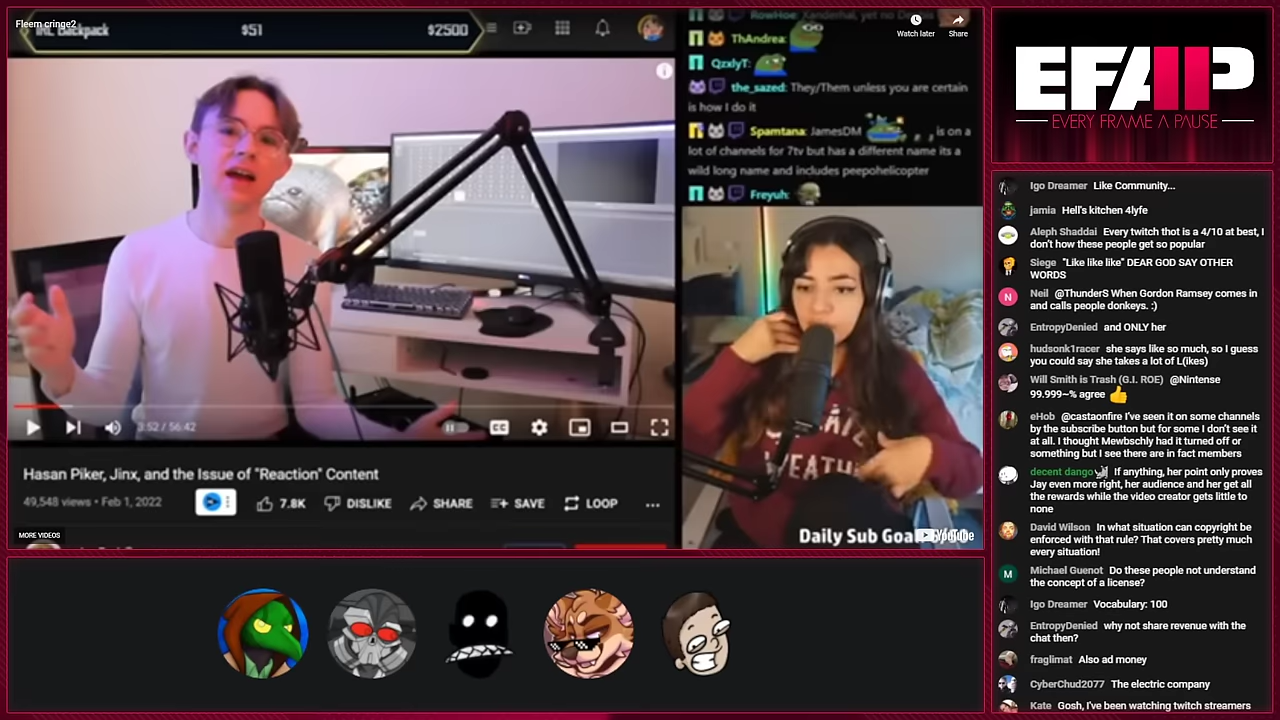 Fleem cringe2
Backpack
$51
$2500
Watch later
Share
ThAndrea:
QzxlyT:
the_sazed: They/Them unless you are certain
is how I do it
Spamtana: JamesDM , , is on a
lot of channels for 7tv but has a different name its a
wild long name and includes peepohelicopter
Freyuh:
3:52 / 56:42
CC
Hasan Piker, Jinx, and the Issue of "Reaction" Content
49,548 views • Feb 1, 2022
7.8K
DISLIKE
SHARE
SAVE
LOOP
MORE VIDEOS
Daily Sub Goal
YouTube
EFAP
EVERY FRAME A PAUSE
Igo Dreamer Like Community...
jamia Hell's kitchen 4lyfe
Aleph Shaddai Every twitch thot is a 4/10 at best, I
don't how these people get so popular
Siege "Like like like" DEAR GOD SAY OTHER
WORDS
N
Neil @ThunderS When Gordon Ramsey comes in
and calls people donkeys. :)
EntropyDenied and ONLY her
hudsonk1racer she says like so much, so I guess
you could say she takes a lot of L(ikes)
Will Smith is Trash (G.I. ROE) @Nintense
99.999~% agree
eHob @castaonfire I've seen it on some channels
by the subscribe button but for some I don't see it
at all. I thought Mewbschly had it turned off or
something but I see there are in fact members
decent dango If anything, her point only proves
Jay even more right, her audience and her get all
the rewards while the video creator gets little to
none
David Wilson In what situation can copyright be
enforced with that rule? That covers pretty much
every situation!
M
Michael Guenot Do these people not understand
the concept of a license?
Igo Dreamer Vocabulary: 100
EntropyDenied why not share revenue with the
chat then?
fraglimat Also ad money
CyberChud2077 The electric company
Kate Gosh, I've been watching twitch streamers